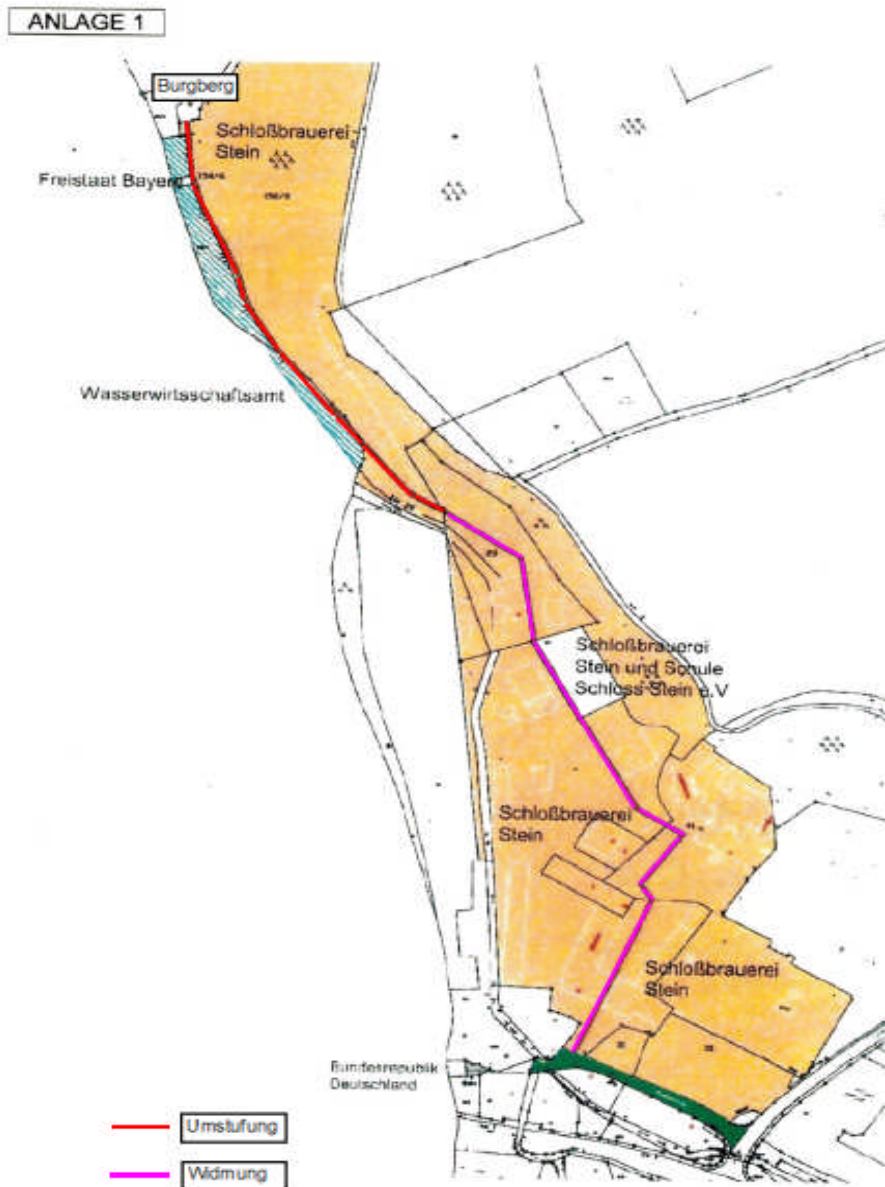 ANLAGE 1
Burgberg
Schloßbrauerei
Stein
Freistaat Bayern
Wasserwirtsschaftsamt
Schloßbrauerei
Stein und Schule
Schloss Stein e.V
Schloßbrauerei
Stein
Schloßbrauerei
Stein
Bundesrepublik
Deutschland
Umstufung
Widmung